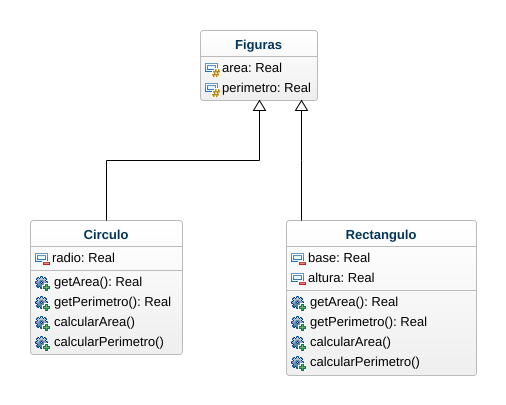 Figuras
area: Real
perimetro: Real
Circulo
radio: Real
getArea(): Real
getPerimetro(): Real
calcularArea()
calcularPerimetro()
Rectangulo
base: Real
altura: Real
getArea(): Real
getPerimetro(): Real
calcularArea()
calcularPerimetro()